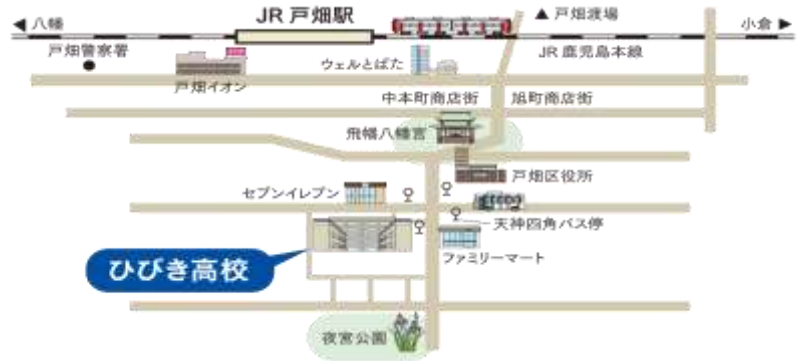 ◀ 八幡
JR 戸畑駅
▲ 戸畑渡場
小倉 ▶
戸畑警察署
JR 鹿児島本線
ウェルとばた
戸畑イオン
中本町商店街
旭町商店街
飛幡八幡宮
戸畑区役所
セブンイレブン
天神四角バス停
ファミリーマート
ひびき高校
夜宮公園